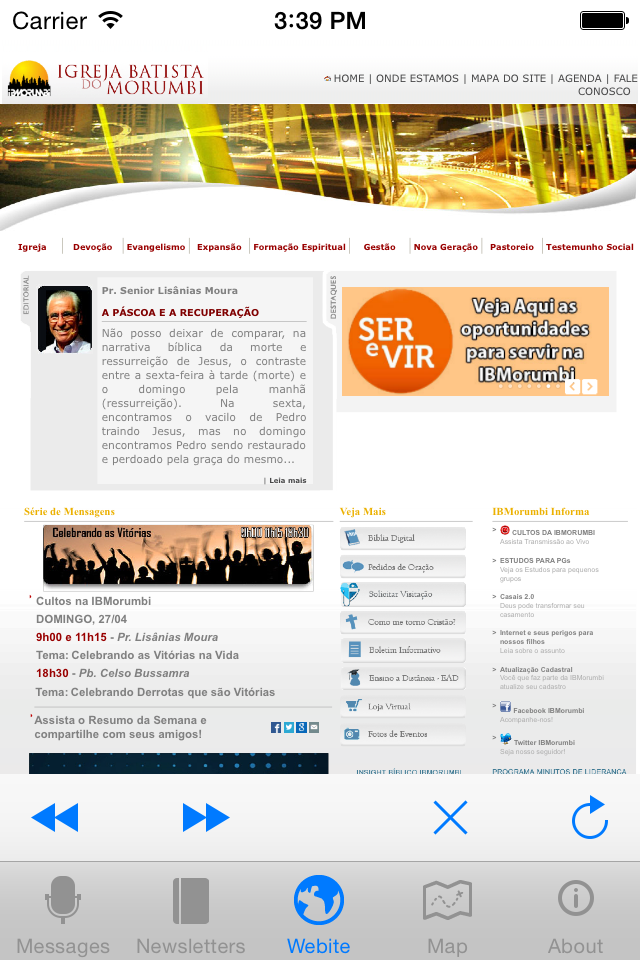 Carrier
3:39 PM
IGREJA BATISTA
DO MORUMBI
IBMORUMBI
HOME | ONDE ESTAMOS | MAPA DO SITE | AGENDA | FALE
CONOSCO
Igreja
Devoção
Evangelismo
Expansão
Formação Espiritual
Gestão
Nova Geração
Pastoreio
Testemunho Social
EDITORIAL
Pr. Senior Lisânias Moura
A PÁSCOA E A RECUPERAÇÃO
Não posso deixar de comparar, na
narrativa bíblica da morte e
ressurreição de Jesus, o contraste
entre a sexta-feira à tarde (morte) e
o domingo pela manhã
(ressurreição). Na sexta,
encontramos o vacilo de Pedro
traindo Jesus, mas no domingo
encontramos Pedro sendo restaurado
e perdoado pela graça do mesmo...
| Leia mais
DESTAQUES
SER
e VIR
Veja Aqui as
oportunidades
para servir na
IBMorumbi
Série de Mensagens
Celebrando as Vitórias
9H00 11H15 18H30
Cultos na IBMorumbi
DOMINGO, 27/04
9h00 e 11h15 - Pr. Lisânias Moura
Tema: Celebrando as Vitórias na Vida
18h30 - Pb. Celso Bussamra
Tema: Celebrando Derrotas que são Vitórias
Assista o Resumo da Semana e
compartilhe com seus amigos!
Veja Mais
Bíblia Digital
Pedidos de Oração
Solicitar Visitação
Como me torno Cristão?
Boletim Informativo
Ensino a Distânsia - EAD
Loja Virtual
Fotos de Eventos
INSIGHT BÍBLICO IBMORUMBI
IBMorumbi Informa
> CULTOS DA IBMORUMBI
Assista Transmissão ao Vivo
> ESTUDOS PARA PGs
Veja os Estudos para pequenos
grupos
> Casais 2.0
Deus pode transformar seu
casamento
> Internet e seus perigos para
nossos filhos
Leia sobre o assunto
> Atualização Cadastral
Você que faz parte da IBMorumbi
atualize seu cadastro
> Facebook IBMorumbi
Acompanhe-nos!
> Twitter IBMorumbi
Seja nosso seguidor!
PROGRAMA MINUTOS DE LIDERANÇA
Messages
Newsletters
Webite
Map
About